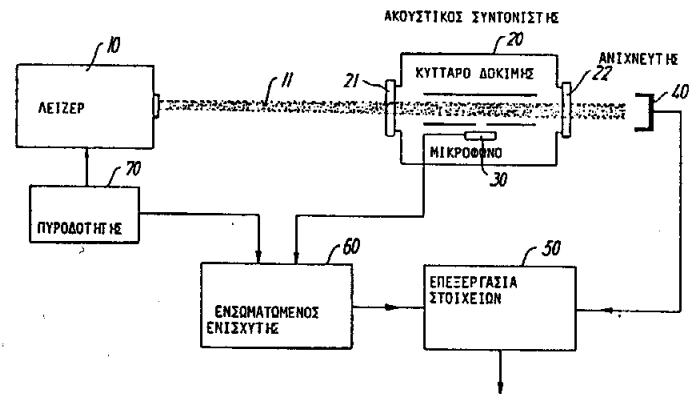 ΑΚΟΥΣΤΙΚΟΣ ΣΥΝΤΟΝΙΣΤΗΣ
10
20
ΑΝΙΧΝΕΥΤΗΣ
21
ΚΥΤΤΑΡΟ ΔΟΚΙΜΗΣ
22
40
ΛΕΙΖΕΡ
11
ΜΙΚΡΟΦΩΝΟ
30
70
ΠΥΡΟΔΟΤΗΤΗΣ
60
50
ΕΝΣΩΜΑΤΩΜΕΝΟΣ
ΕΝΙΣΧΥΤΗΣ
ΕΠΕΞΕΡΓΑΣΙΑ
ΣΤΟΙΧΕΙΩΝ